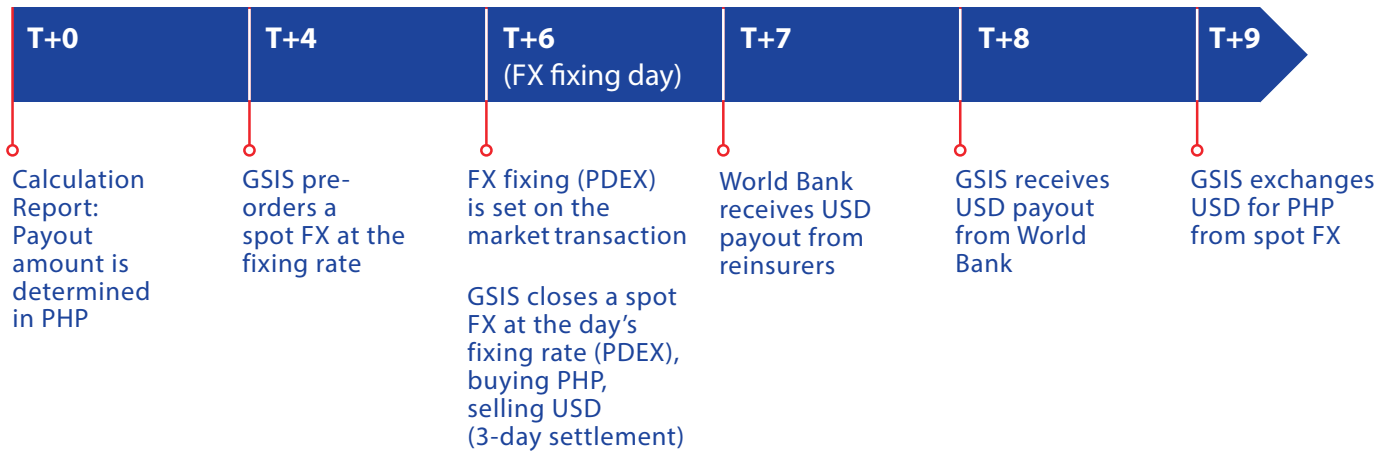 T+0
T+4
T+6
(FX fixing day)
T+7
T+8
T+9
Calculation
Report:
Payout
amount is
determined
in PHP
GSIS pre-
orders a
spot FX at the
fixing rate
FX fixing (PDEX)
is set on the
market transaction
GSIS closes a spot
FX at the day's
fixing rate (PDEX),
buying PHP,
selling USD
(3-day settlement)
World Bank
receives USD
payout from
reinsurers
GSIS receives
USD payout
from World
Bank
GSIS exchanges
USD for PHP
from spot FX